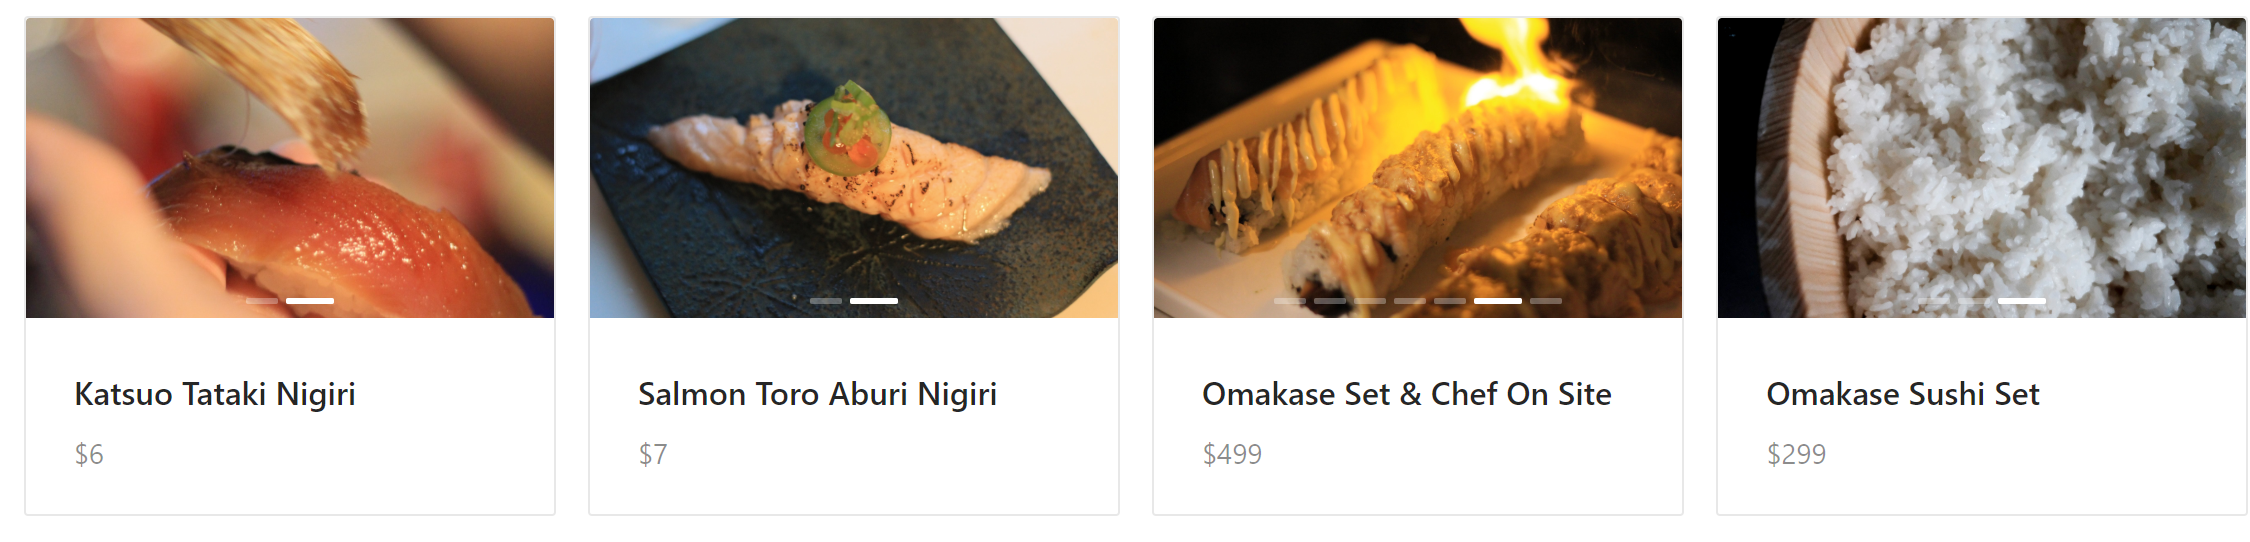 Katsuo Tataki Nigiri
$6
Salmon Toro Aburi Nigiri
$7
Omakase Set & Chef On Site
$499
Omakase Sushi Set
$299